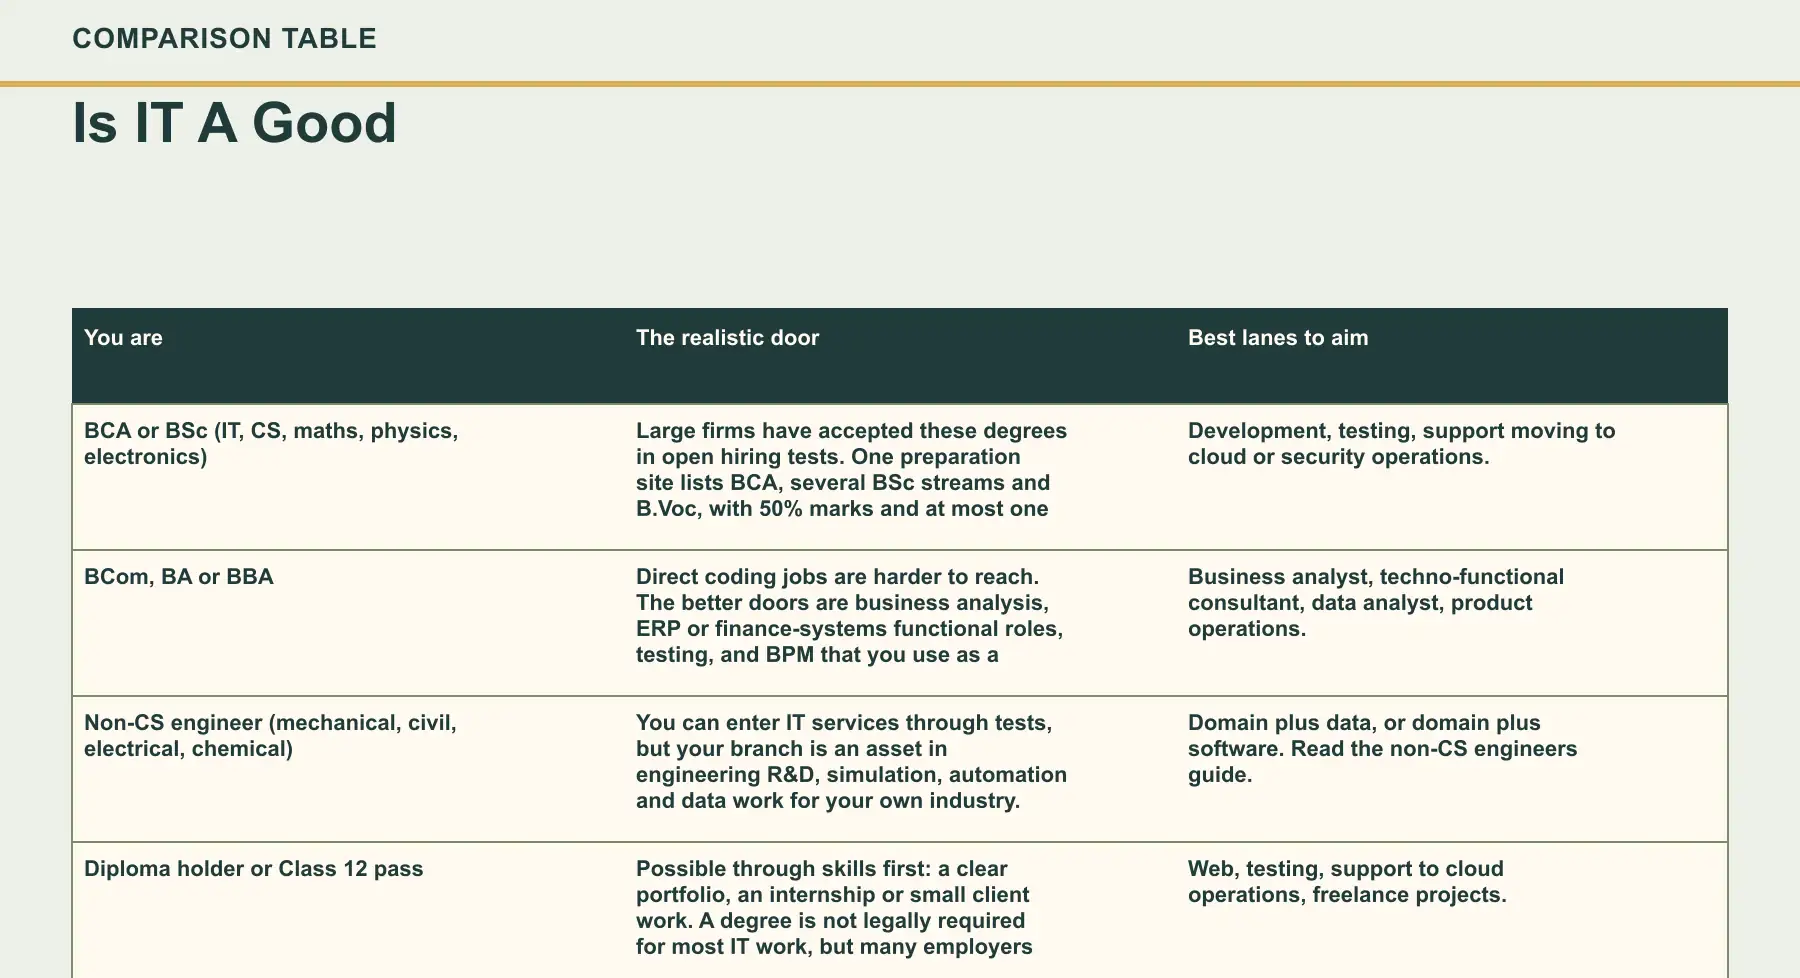 COMPARISON TABLE
Is IT A Good
You are
The realistic door
Best lanes to aim
BCA or BSc (IT, CS, maths, physics,
electronics)
Large firms have accepted these degrees
in open hiring tests. One preparation
site lists BCA, several BSc streams and
B.Voc, with 50% marks and at most one
Development, testing, support moving to
cloud or security operations.
BCom, BA or BBA
Direct coding jobs are harder to reach.
The better doors are business analysis,
ERP or finance-systems functional roles,
testing, and BPM that you use as a
Business analyst, techno-functional
consultant, data analyst, product
operations.
Non-CS engineer (mechanical, civil,
electrical, chemical)
You can enter IT services through tests,
but your branch is an asset in
engineering R&D, simulation, automation
and data work for your own industry.
Domain plus data, or domain plus
software. Read the non-CS engineers
guide.
Diploma holder or Class 12 pass
Possible through skills first: a clear
portfolio, an internship or small client
work. A degree is not legally required
for most IT work, but many employers
Web, testing, support to cloud
operations, freelance projects.